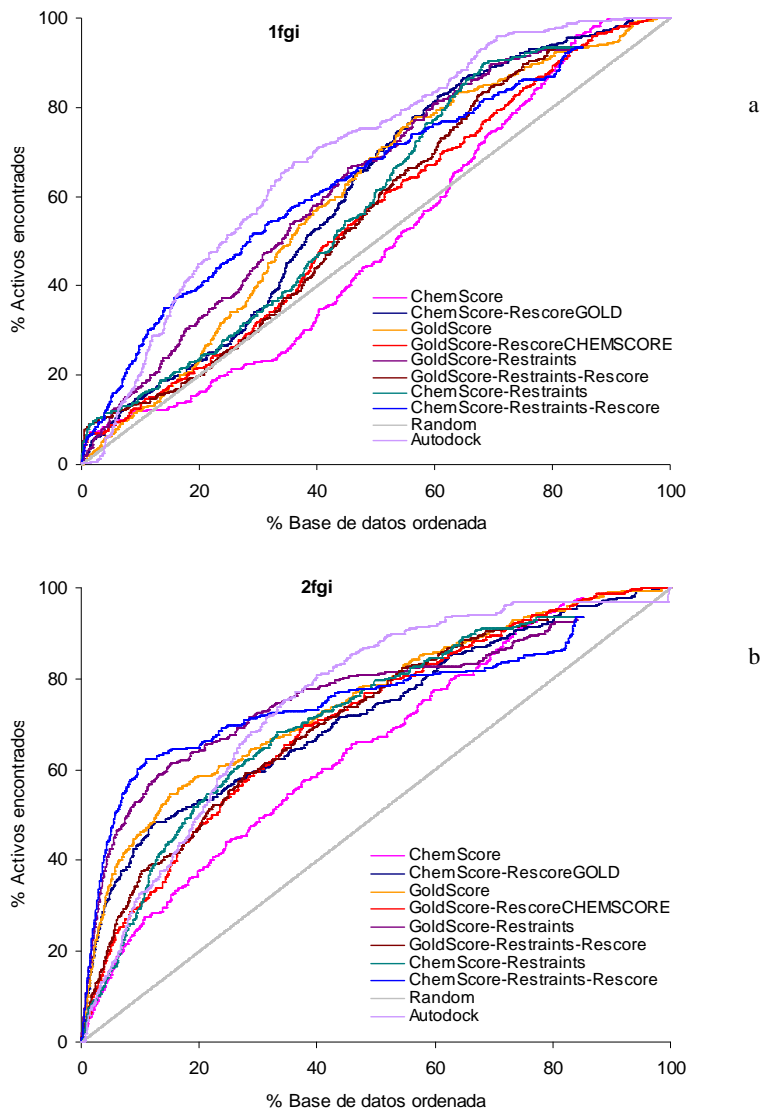 1fgi
a
100
80
60
40
20
0
% Activos encontrados
ChemScore
ChemScore-RescoreGOLD
GoldScore
GoldScore-RescoreCHEMSCORE
GoldScore-Restraints
GoldScore-Restraints-Rescore
ChemScore-Restraints
ChemScore-Restraints-Rescore
Random
Autodock
0 20 40 60 80 100
% Base de datos ordenada
2fgi
b
100
80
60
40
20
0
% Activos encontrados
ChemScore
ChemScore-RescoreGOLD
GoldScore
GoldScore-RescoreCHEMSCORE
GoldScore-Restraints
GoldScore-Restraints-Rescore
ChemScore-Restraints
ChemScore-Restraints-Rescore
Random
Autodock
0 20 40 60 80 100
% Base de datos ordenada